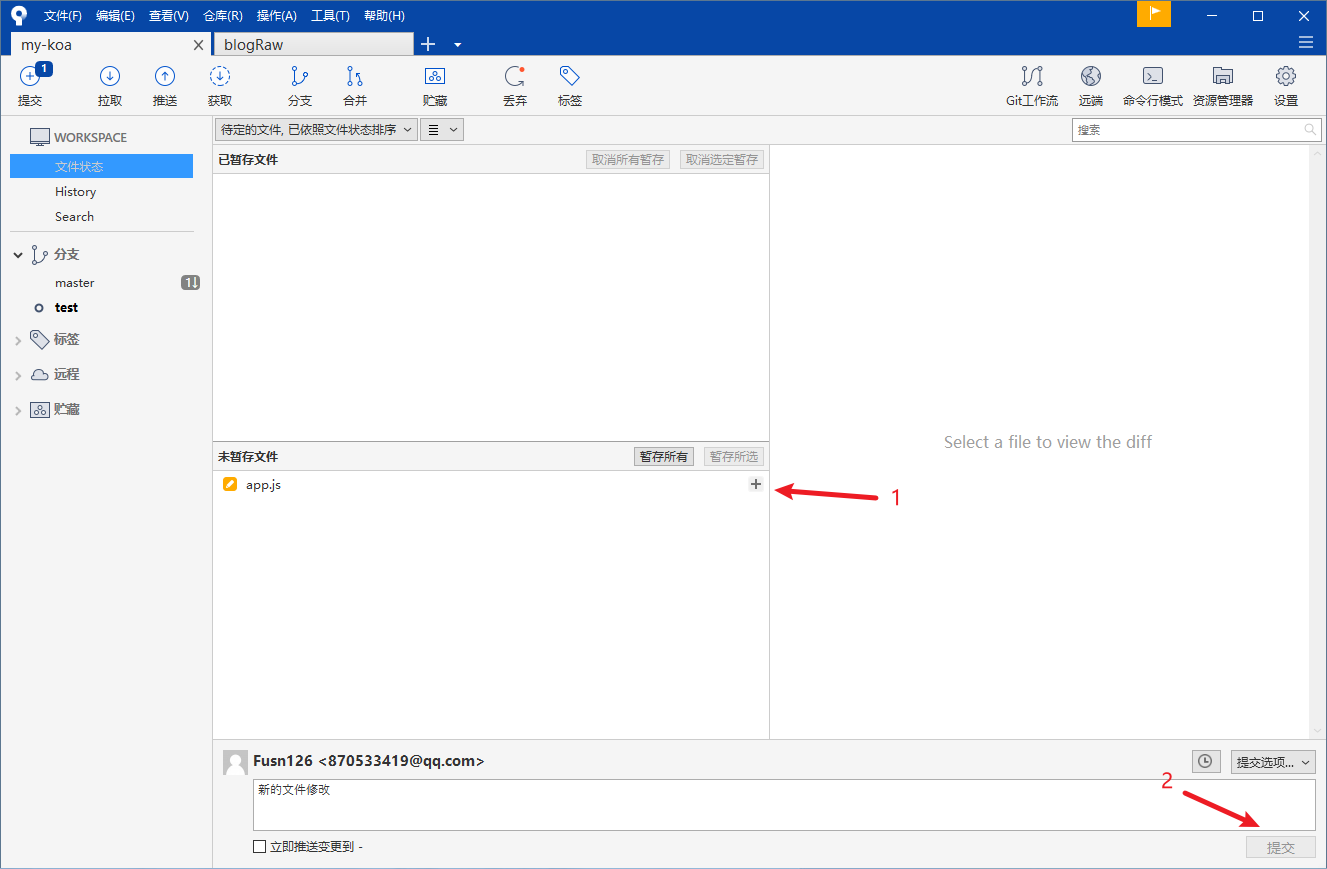 文件(F) 编辑(E) 查看(V) 仓库(R) 操作(A) 工具(T) 帮助(H)
my-koa blogRaw
1
提交 拉取 推送 获取 分支 合并 贮藏 丢弃 标签 Git工作流 远端 命令行模式 资源管理器 设置
WORKSPACE
文件状态
History
Search
分支
master 1
test
标签
远程
贮藏
待定的文件, 已依照文件状态排序
搜索
已暂存文件 取消所有暂存 取消选定暂存
Select a file to view the diff
未暂存文件 暂存所有 暂存所选
app.js
1
Fusn126 <870533419@qq.com>
提交选项...
2
新的文件修改
立即推送变更到 -
提交